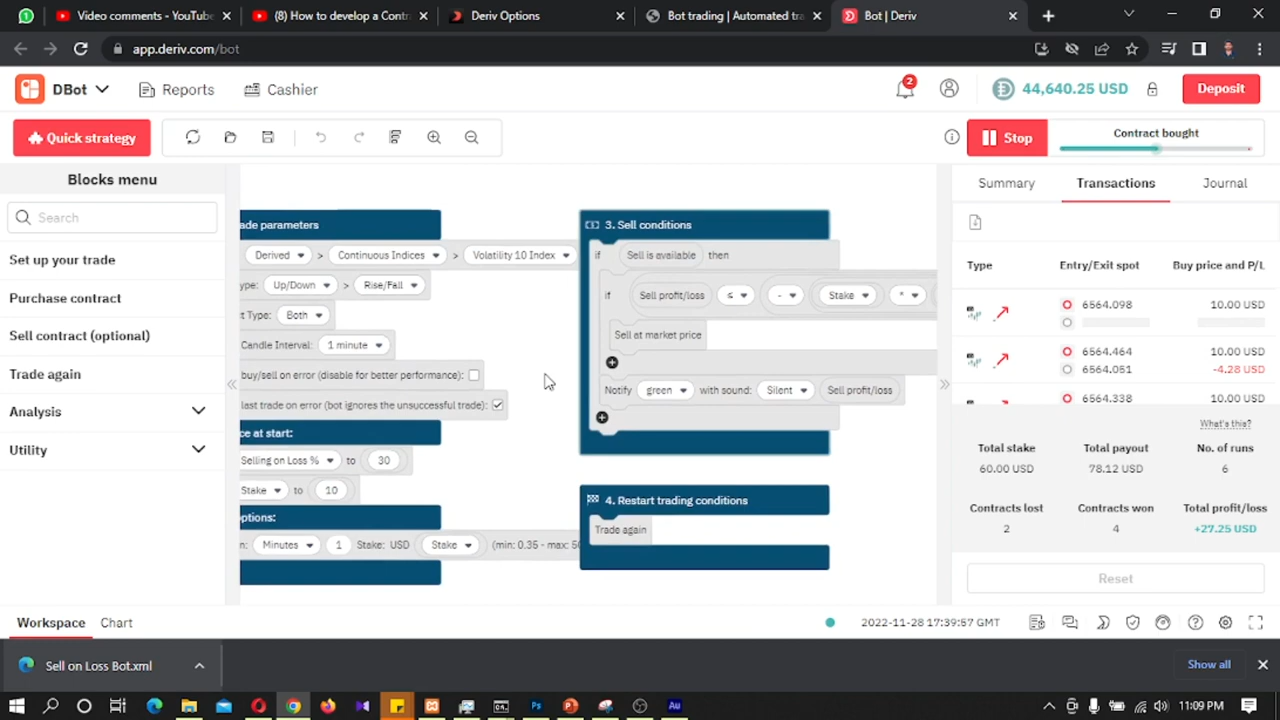 Video comments - YouTube
(8) How to develop a Contr
Deriv Options
Bot trading | Automated tra
Bot | Deriv
app.deriv.com/bot
DBot
Reports
Cashier
2
44,640.25 USD
Deposit
Quick strategy
Stop
Contract bought
Blocks menu
Search
Set up your trade
Purchase contract
Sell contract (optional)
Trade again
Analysis
Utility
ade parameters
Derived > Continuous Indices > Volatility 10 Index
ype: Up/Down > Rise/Fall
ct Type: Both
Candle Interval: 1 minute
buy/sell on error (disable for better performance):
last trade on error (bot ignores the unsuccessful trade):
ce at start:
Selling on Loss % to 30
Stake to 10
options:
n: Minutes 1 Stake: USD Stake (min: 0.35 - max: 50
3. Sell conditions
if Sell is available then
if Sell profit/loss ≤ - Stake *
Sell at market price
Notify green with sound: Silent Sell profit/loss
4. Restart trading conditions
Trade again
Summary
Transactions
Journal
Type Entry/Exit spot Buy price and P/L
6564.098 10.00 USD
6564.464 10.00 USD
6564.051 -4.28 USD
6564.338 10.00 USD
What's this?
Total stake Total payout No. of runs
60.00 USD 78.12 USD 6
Contracts lost Contracts won Total profit/loss
2 4 +27.25 USD
Reset
Workspace
Chart
2022-11-28 17:39:57 GMT
Sell on Loss Bot.xml
Show all
11:09 PM